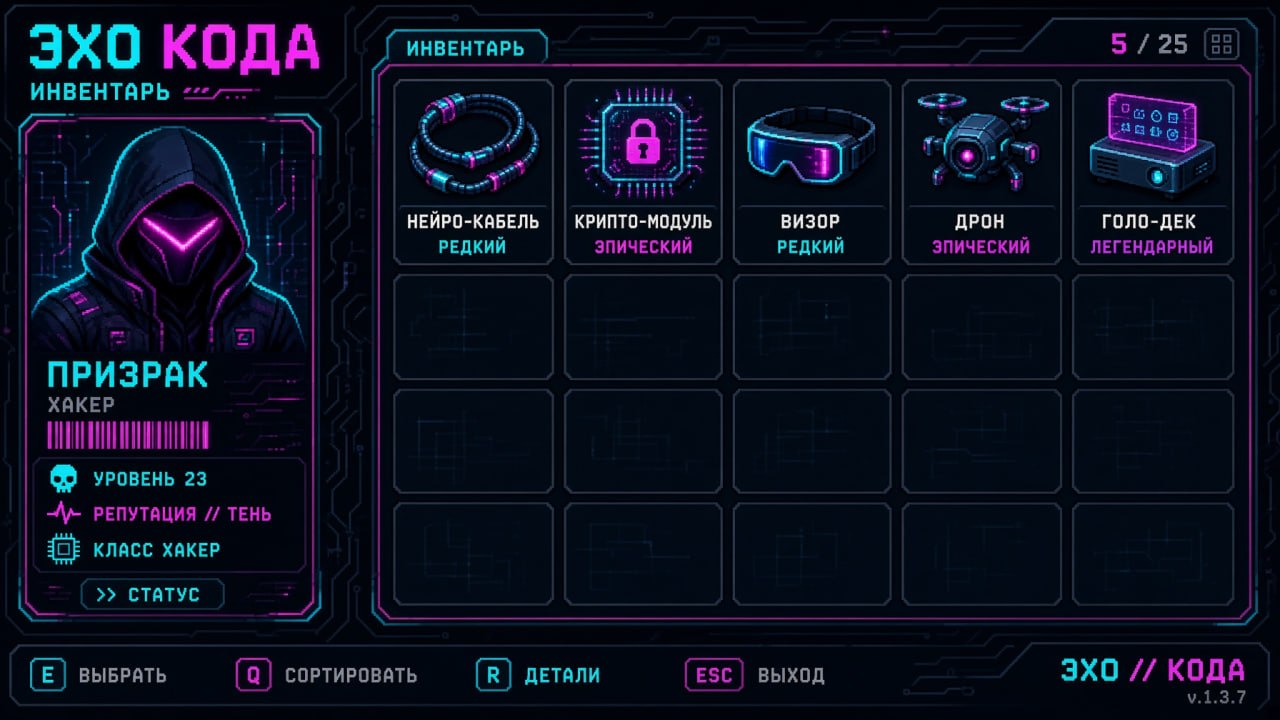 ЭХО КОДА
ИНВЕНТАРЬ
ПРИЗРАК
ХАКЕР
УРОВЕНЬ 23
РЕПУТАЦИЯ // ТЕНЬ
КЛАСС ХАКЕР
>> СТАТУС
ИНВЕНТАРЬ
5 / 25
НЕЙРО-КАБЕЛЬ
РЕДКИЙ
КРИПТО-МОДУЛЬ
ЭПИЧЕСКИЙ
ВИЗОР
РЕДКИЙ
ДРОН
ЭПИЧЕСКИЙ
ГОЛО-ДЕК
ЛЕГЕНДАРНЫЙ
E ВЫБРАТЬ
Q СОРТИРОВАТЬ
R ДЕТАЛИ
ESC ВЫХОД
ЭХО // КОДА
v.1.3.7